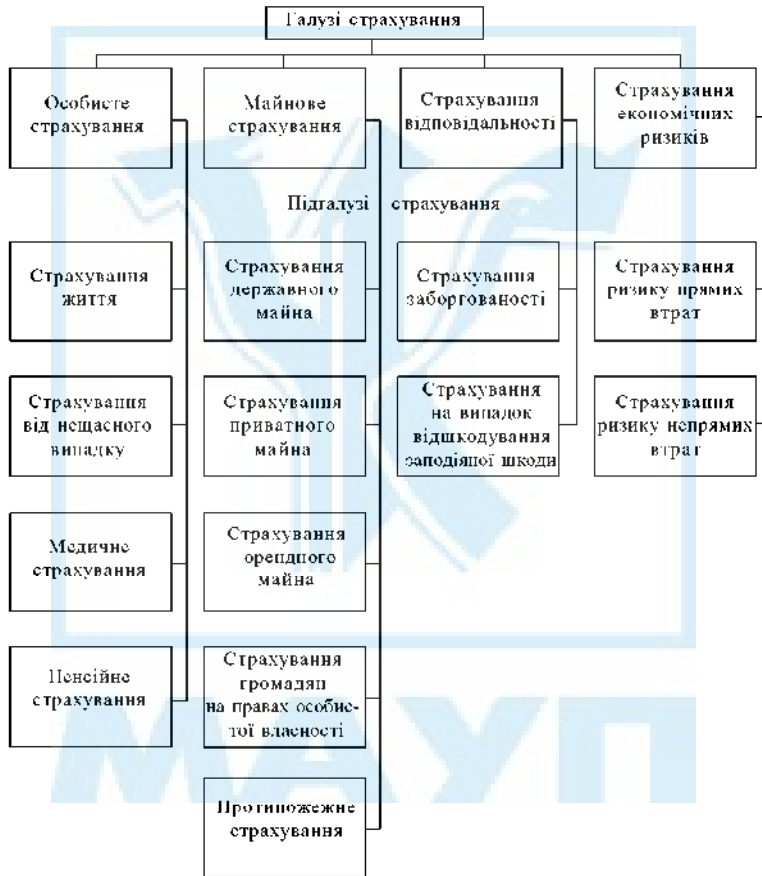 Галузі страхування
Особисте
страхування
Майнове
страхування
Страхування
відповідальності
Страхування
економічних
ризиків
Підгалузі страхування
Страхування
життя
Страхування
державного
майна
Страхування
заборгованості
Страхування
ризику прямих
втрат
Страхування
від нещасного
випадку
Страхування
приватного
майна
Страхування
на випадок
відшкодування
заподіяної шкоди
Страхування
ризику непрямих
втрат
Медичне
страхування
Страхування
орендного
майна
Пенсійне
страхування
Страхування
громадян
на правах особис-
тої власності
Протипожежне
страхування
МАУП